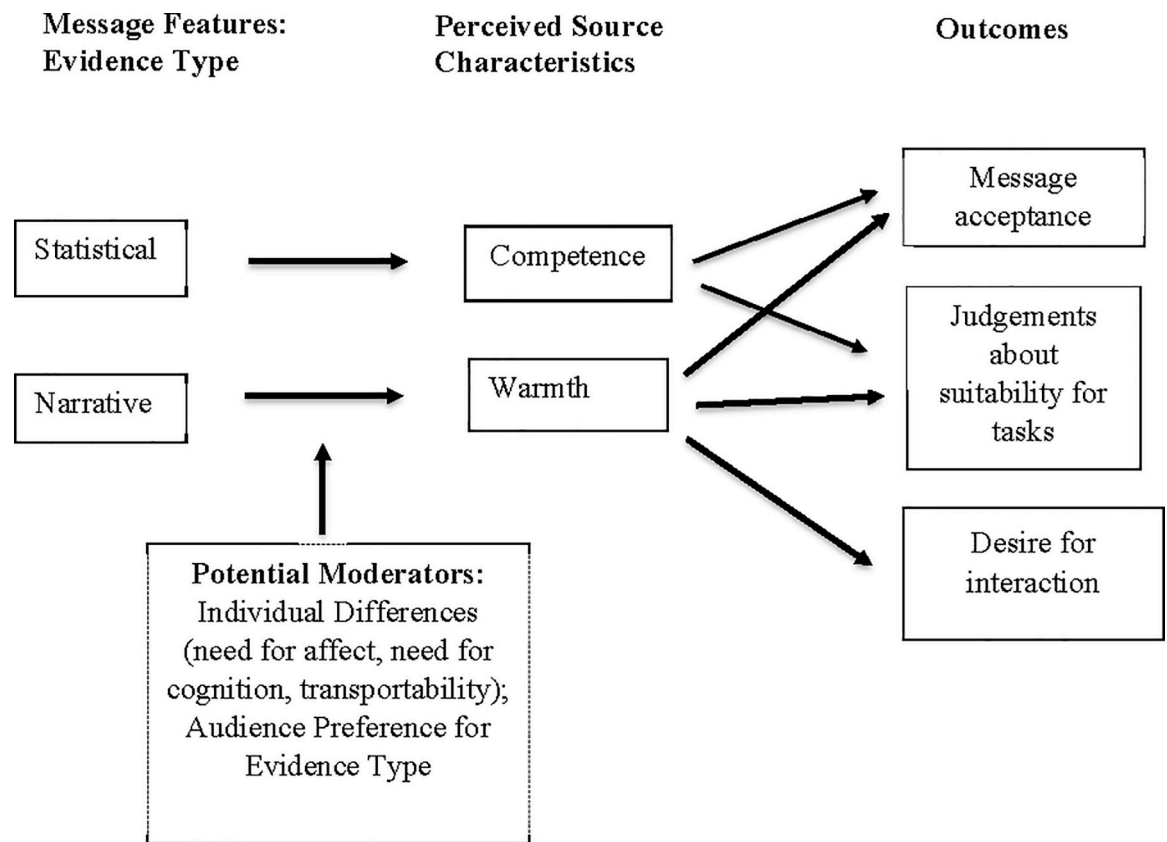 Message Features:
Evidence Type
Perceived Source
Characteristics
Outcomes
Statistical
Narrative
Competence
Warmth
Message
acceptance
Judgements
about
suitability for
tasks
Desire for
interaction
Potential Moderators:
Individual Differences
(need for affect, need for
cognition, transportability);
Audience Preference for
Evidence Type